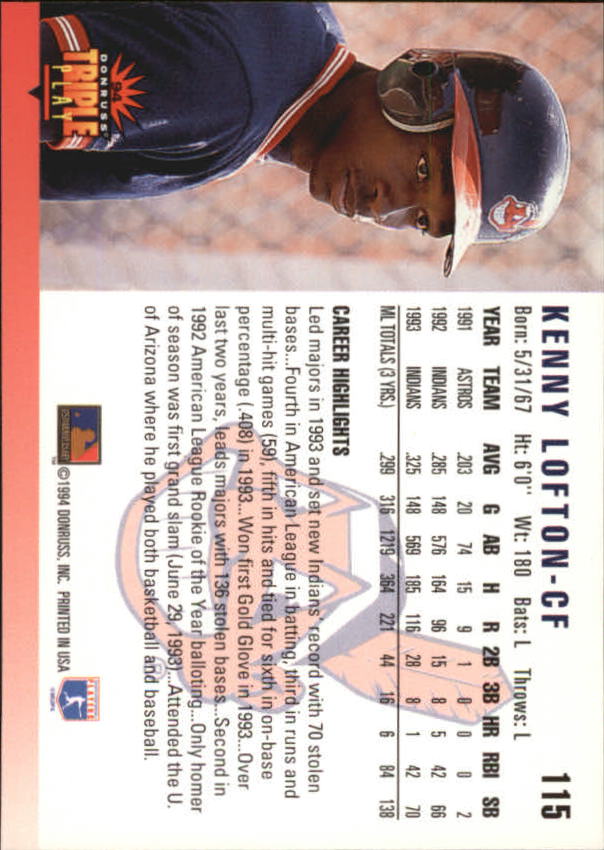 115
KENNY LOFTON-CF
Born: 5/31/67 Ht: 6'0" Wt: 180 Bats: L Throws: L
YEAR TEAM AVG G AB H R 2B 3B HR RBI SB
1991 ASTROS .203 20 74 15 9 1 0 0 0 2
1992 INDIANS .285 148 576 164 96 15 8 5 42 66
1993 INDIANS .325 148 569 185 116 28 8 1 42 70
ML TOTALS (3 YRS.) .299 316 1219 364 221 44 16 6 84 138
CAREER HIGHLIGHTS
Led majors in 1993 and set new Indians' record with 70 stolen
bases...Fourth in American League in batting, third in runs and
multi-hit games (59), fifth in hits and tied for sixth in on-base
percentage (.408) in 1993...Won first Gold Glove in 1993...Over
last two years, leads majors with 136 stolen bases...Second in
1992 American League Rookie of the Year balloting...Only homer
of season was first grand slam (June 29, 1993)...Attended the U.
of Arizona where he played both basketball and baseball.
©1994 DONRUSS, INC. PRINTED IN USA
'94
DONRUSS
TRIPLE
PLAY
PLAYERS